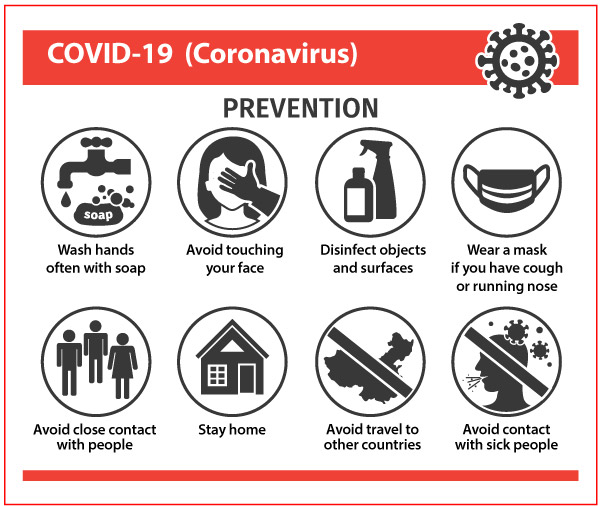 COVID-19 (Coronavirus)
PREVENTION
soap
Wash hands
often with soap
Avoid touching
your face
Disinfect objects
and surfaces
Wear a mask
if you have cough
or running nose
Avoid close contact
with people
Stay home
Avoid travel to
other countries
Avoid contact
with sick people